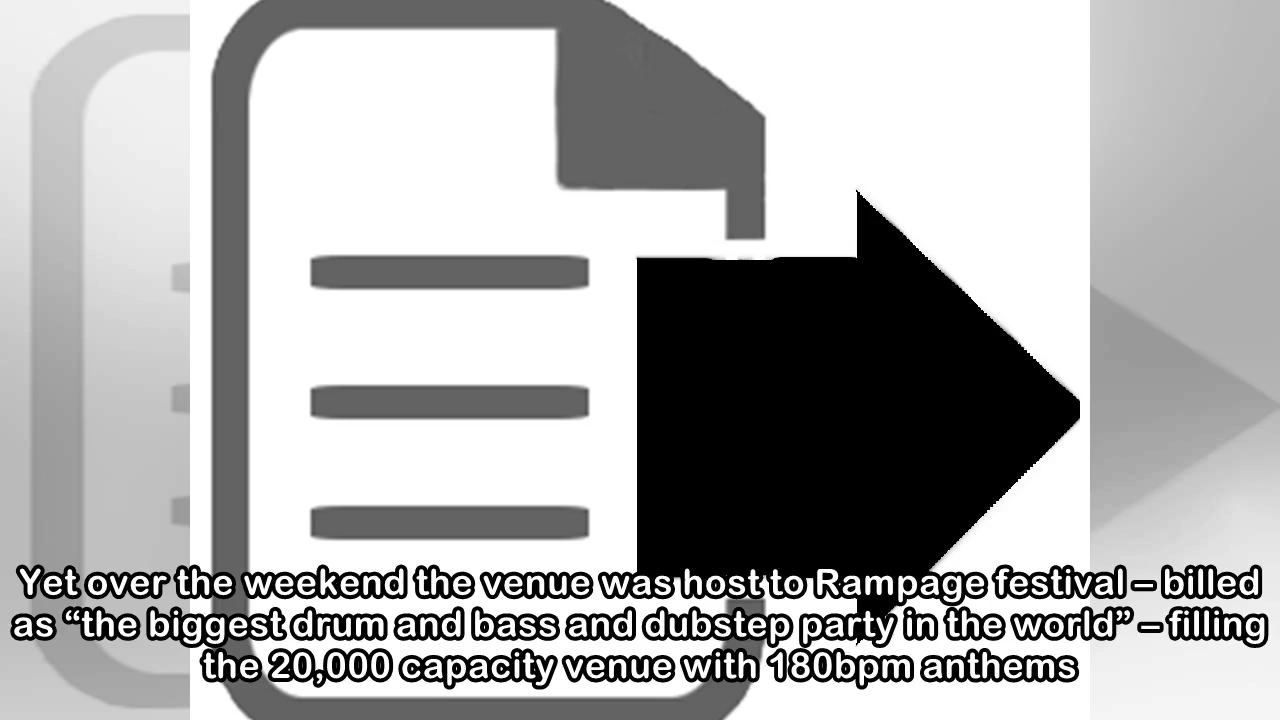 Yet over the weekend the venue was host to Rampage festival – billed
as “the biggest drum and bass and dubstep party in the world” – filling
the 20,000 capacity venue with 180bpm anthems